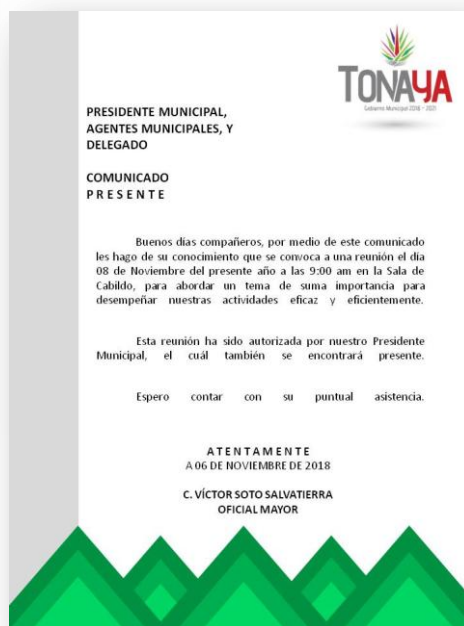 TONAYA
Gobierno Municipal 2018 - 2021
PRESIDENTE MUNICIPAL,
AGENTES MUNICIPALES, Y
DELEGADO
COMUNICADO
P R E S E N T E
Buenos días compañeros, por medio de este comunicado
les hago de su conocimiento que se convoca a una reunión el día
08 de Noviembre del presente año a las 9:00 am en la Sala de
Cabildo, para abordar un tema de suma importancia para
desempeñar nuestras actividades eficaz y eficientemente.
Esta reunión ha sido autorizada por nuestro Presidente
Municipal, el cuál también se encontrará presente.
Espero contar con su puntual asistencia.
A T E N T A M E N T E
A 06 DE NOVIEMBRE DE 2018
C. VÍCTOR SOTO SALVATIERRA
OFICIAL MAYOR